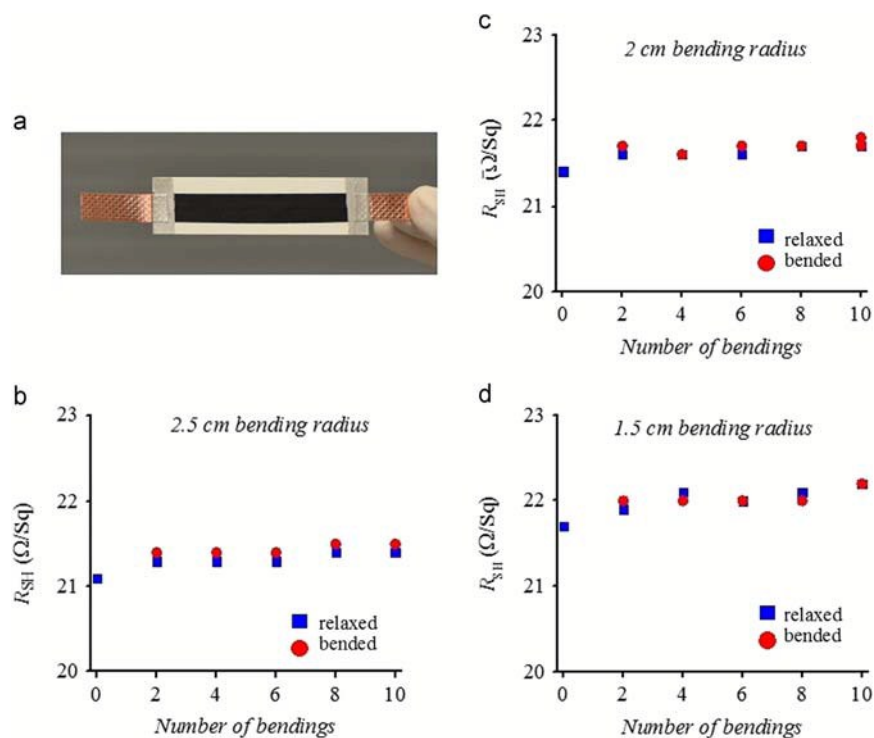 a
b
2.5 cm bending radius
23
22
21
20
R_SH (Ω/Sq)
relaxed
bended
0 2 4 6 8 10
Number of bendings
c
2 cm bending radius
23
22
21
20
R_SH (Ω/Sq)
relaxed
bended
0 2 4 6 8 10
Number of bendings
d
1.5 cm bending radius
23
22
21
20
R_SH (Ω/Sq)
relaxed
bended
0 2 4 6 8 10
Number of bendings